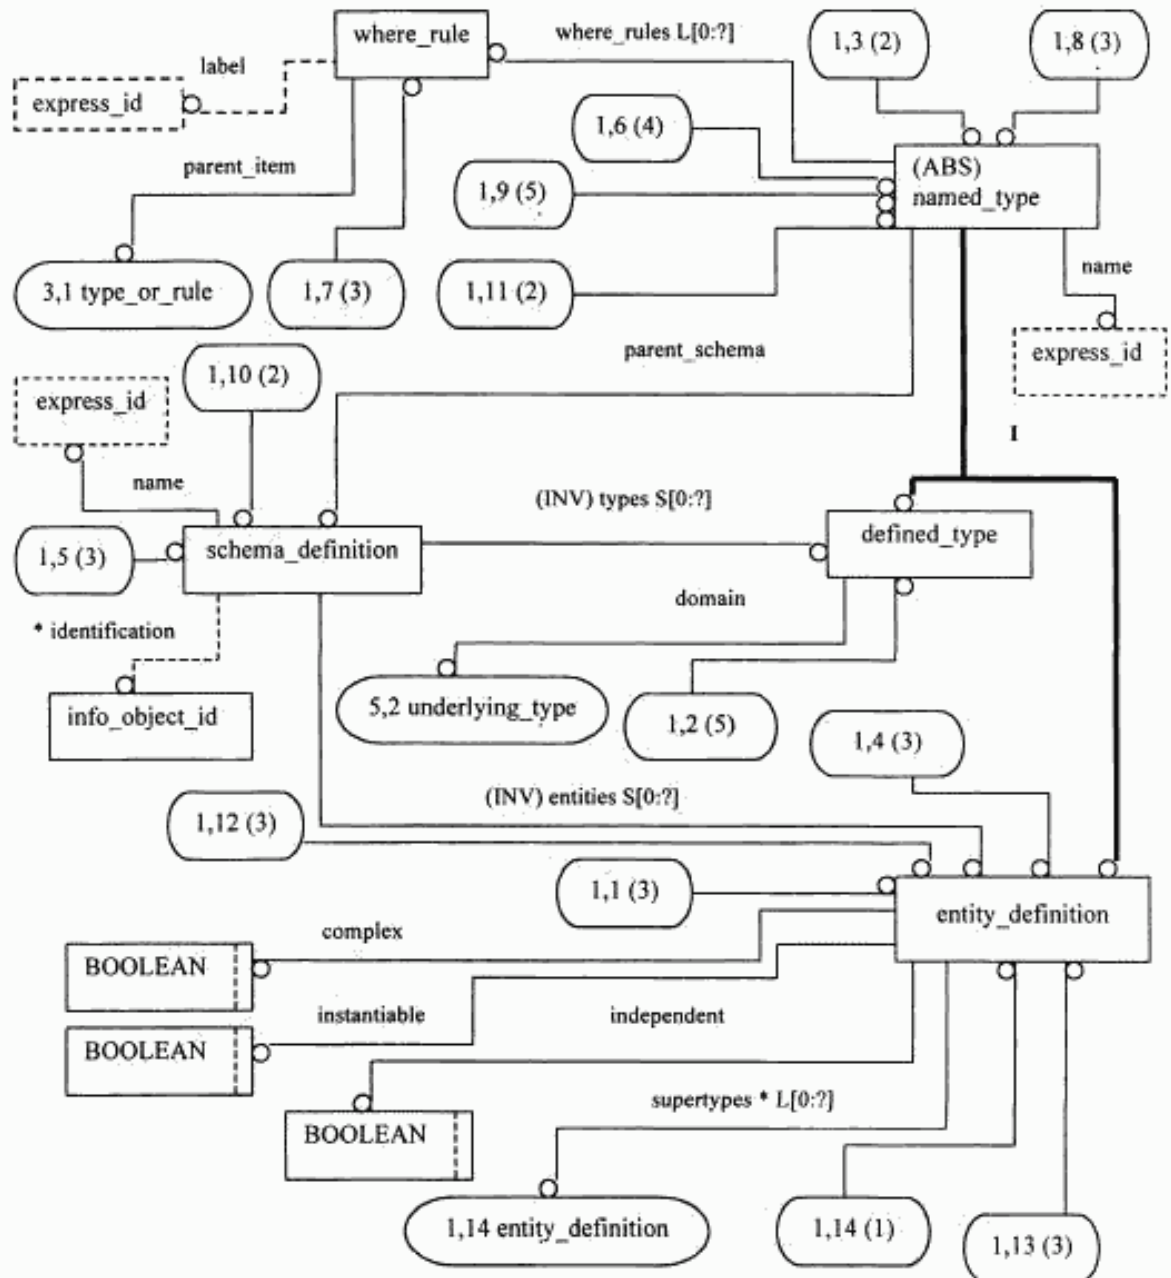 where_rule
where_rules L[0:?]
1,3 (2)
1,8 (3)
label
express_id
1,6 (4)
(ABS)
named_type
parent_item
1,9 (5)
name
3,1 type_or_rule
1,7 (3)
1,11 (2)
parent_schema
express_id
1,10 (2)
express_id
I
name
(INV) types S[0:?]
1,5 (3)
schema_definition
defined_type
domain
* identification
info_object_id
5,2 underlying_type
1,2 (5)
1,4 (3)
(INV) entities S[0:?]
1,12 (3)
1,1 (3)
entity_definition
complex
BOOLEAN
instantiable
independent
BOOLEAN
supertypes * L[0:?]
BOOLEAN
1,14 entity_definition
1,14 (1)
1,13 (3)